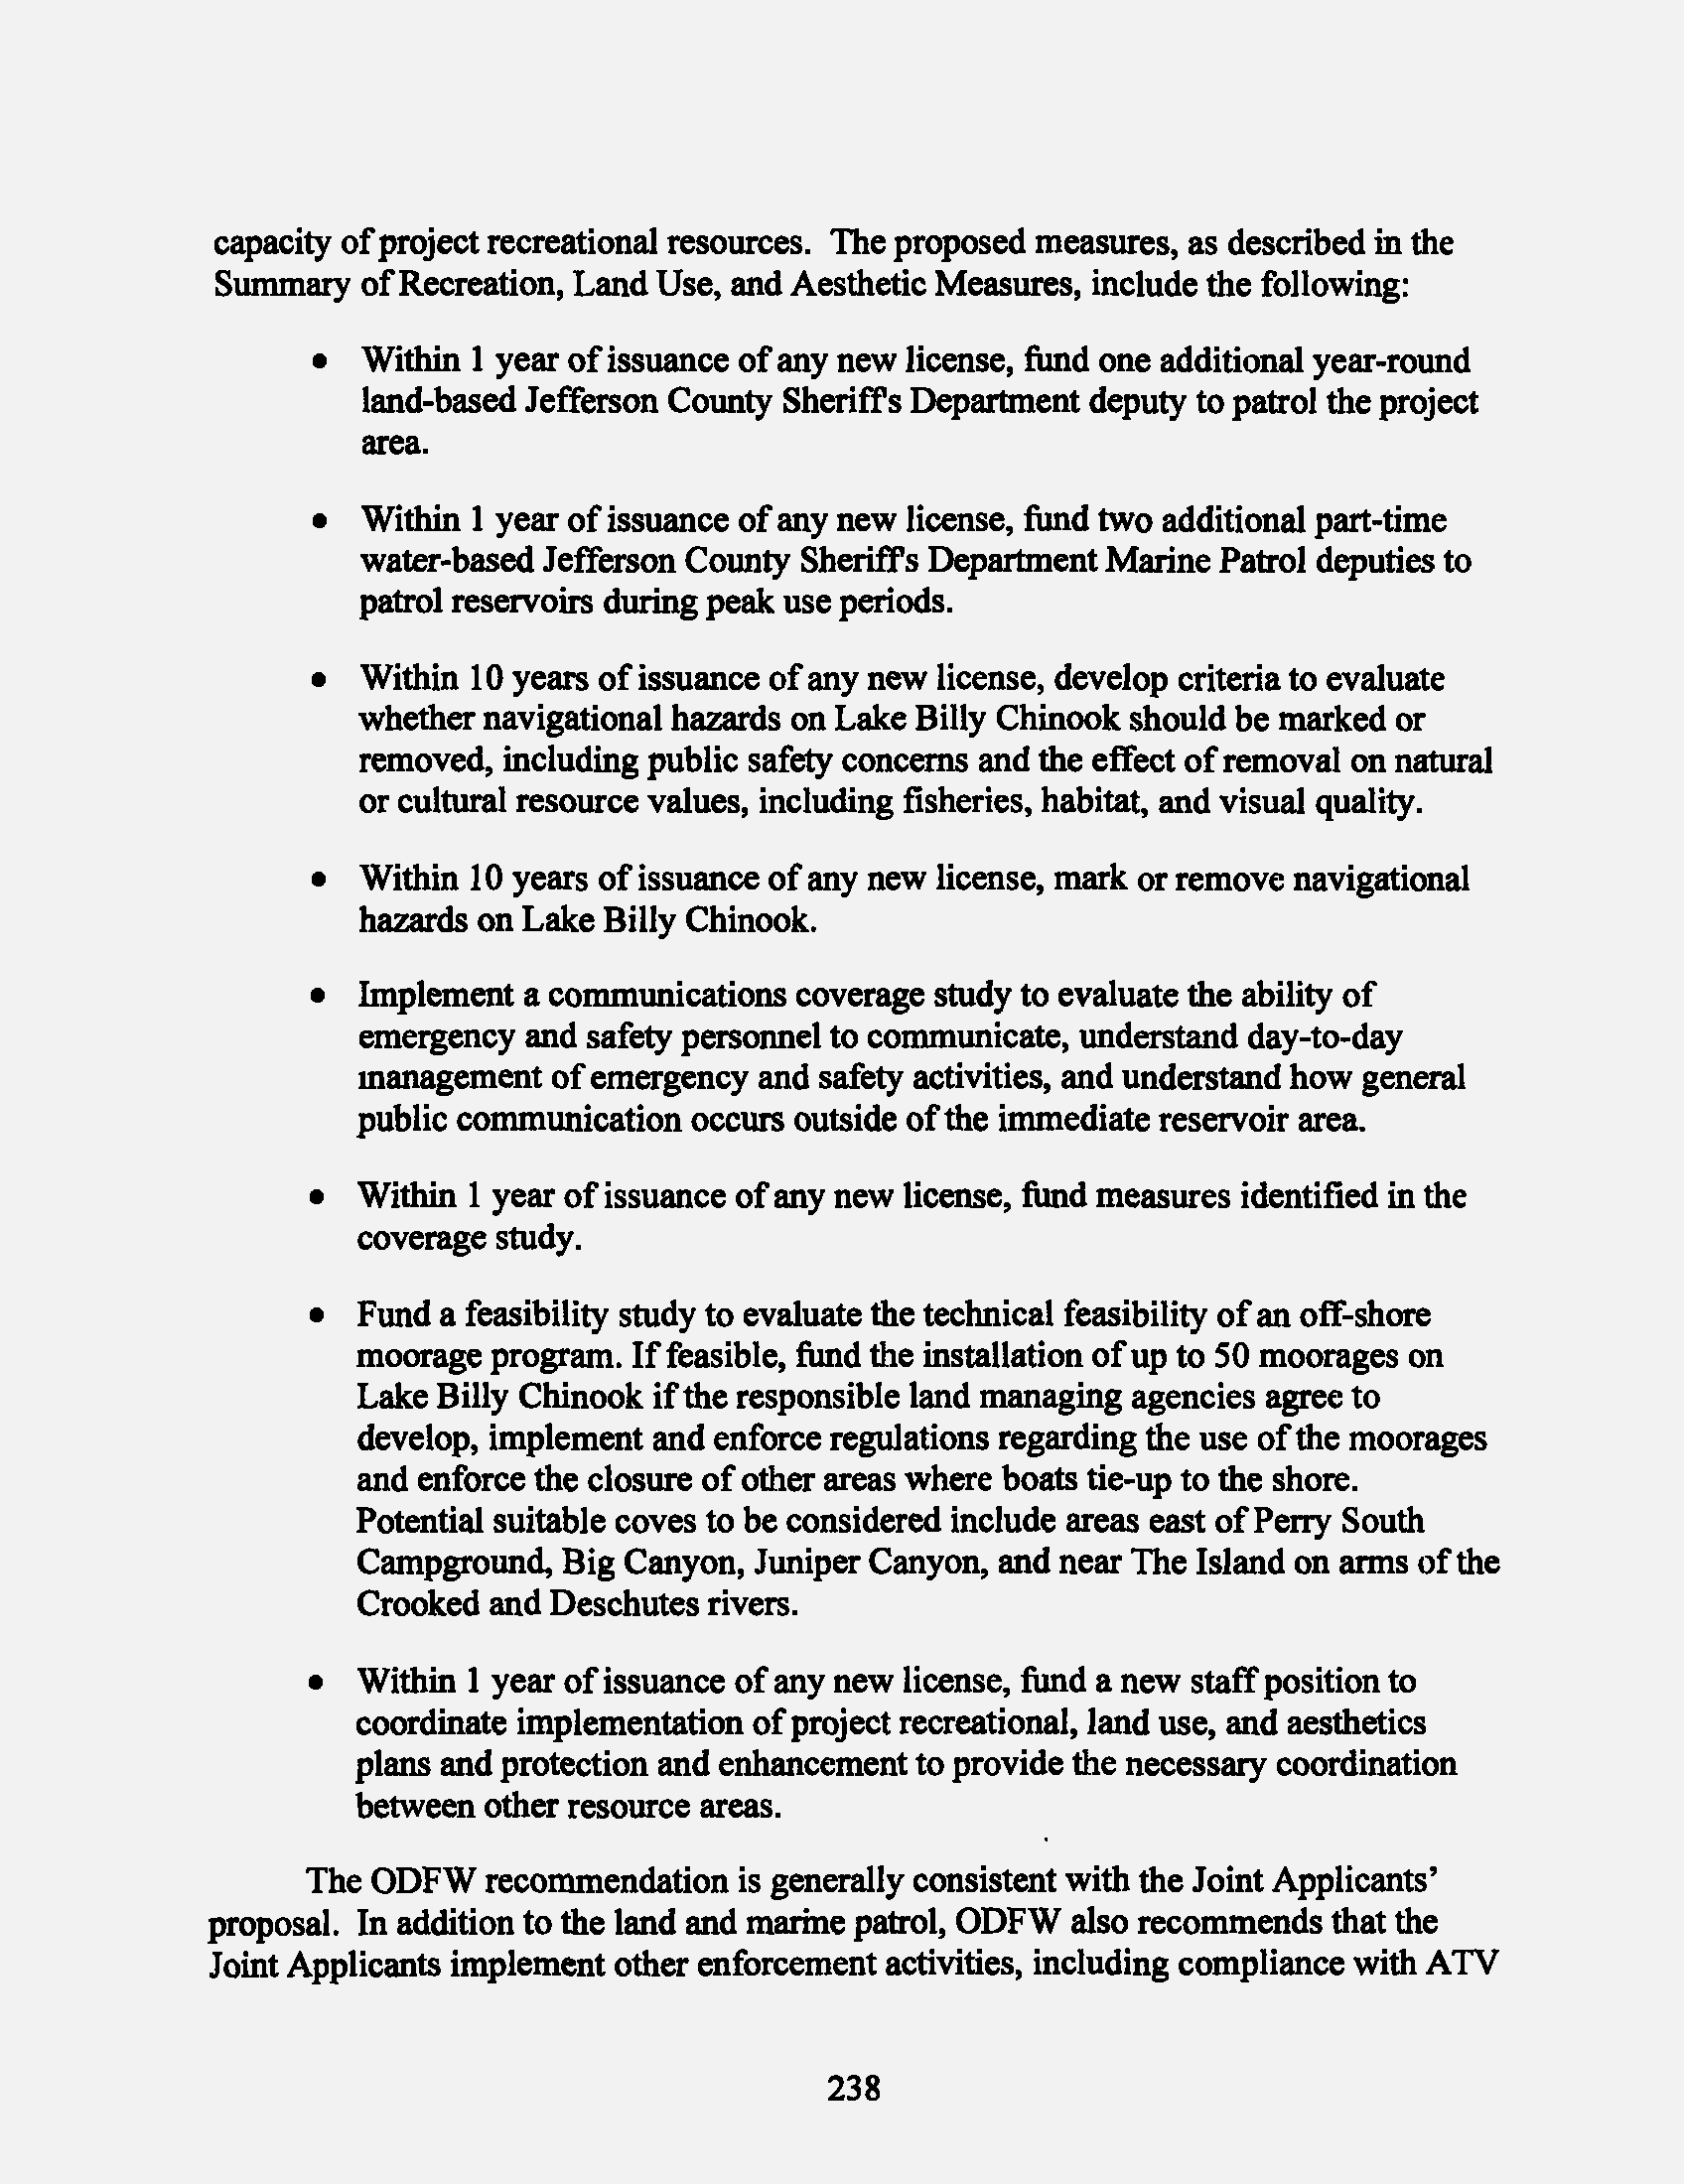 capacity of project recreational resources. The proposed measures, as described in the
Summary of Recreation, Land Use, and Aesthetic Measures, include the following:
• Within 1 year of issuance of any new license, fund one additional year-round
land-based Jefferson County Sheriff's Department deputy to patrol the project
area.
• Within 1 year of issuance of any new license, fund two additional part-time
water-based Jefferson County Sheriff's Department Marine Patrol deputies to
patrol reservoirs during peak use periods.
• Within 10 years of issuance of any new license, develop criteria to evaluate
whether navigational hazards on Lake Billy Chinook should be marked or
removed, including public safety concerns and the effect of removal on natural
or cultural resource values, including fisheries, habitat, and visual quality.
• Within 10 years of issuance of any new license, mark or remove navigational
hazards on Lake Billy Chinook.
• Implement a communications coverage study to evaluate the ability of
emergency and safety personnel to communicate, understand day-to-day
management of emergency and safety activities, and understand how general
public communication occurs outside of the immediate reservoir area.
• Within 1 year of issuance of any new license, fund measures identified in the
coverage study.
• Fund a feasibility study to evaluate the technical feasibility of an off-shore
moorage program. If feasible, fund the installation of up to 50 moorages on
Lake Billy Chinook if the responsible land managing agencies agree to
develop, implement and enforce regulations regarding the use of the moorages
and enforce the closure of other areas where boats tie-up to the shore.
Potential suitable coves to be considered include areas east of Perry South
Campground, Big Canyon, Juniper Canyon, and near The Island on arms of the
Crooked and Deschutes rivers.
• Within 1 year of issuance of any new license, fund a new staff position to
coordinate implementation of project recreational, land use, and aesthetics
plans and protection and enhancement to provide the necessary coordination
between other resource areas.
The ODFW recommendation is generally consistent with the Joint Applicants'
proposal. In addition to the land and marine patrol, ODFW also recommends that the
Joint Applicants implement other enforcement activities, including compliance with ATV
238